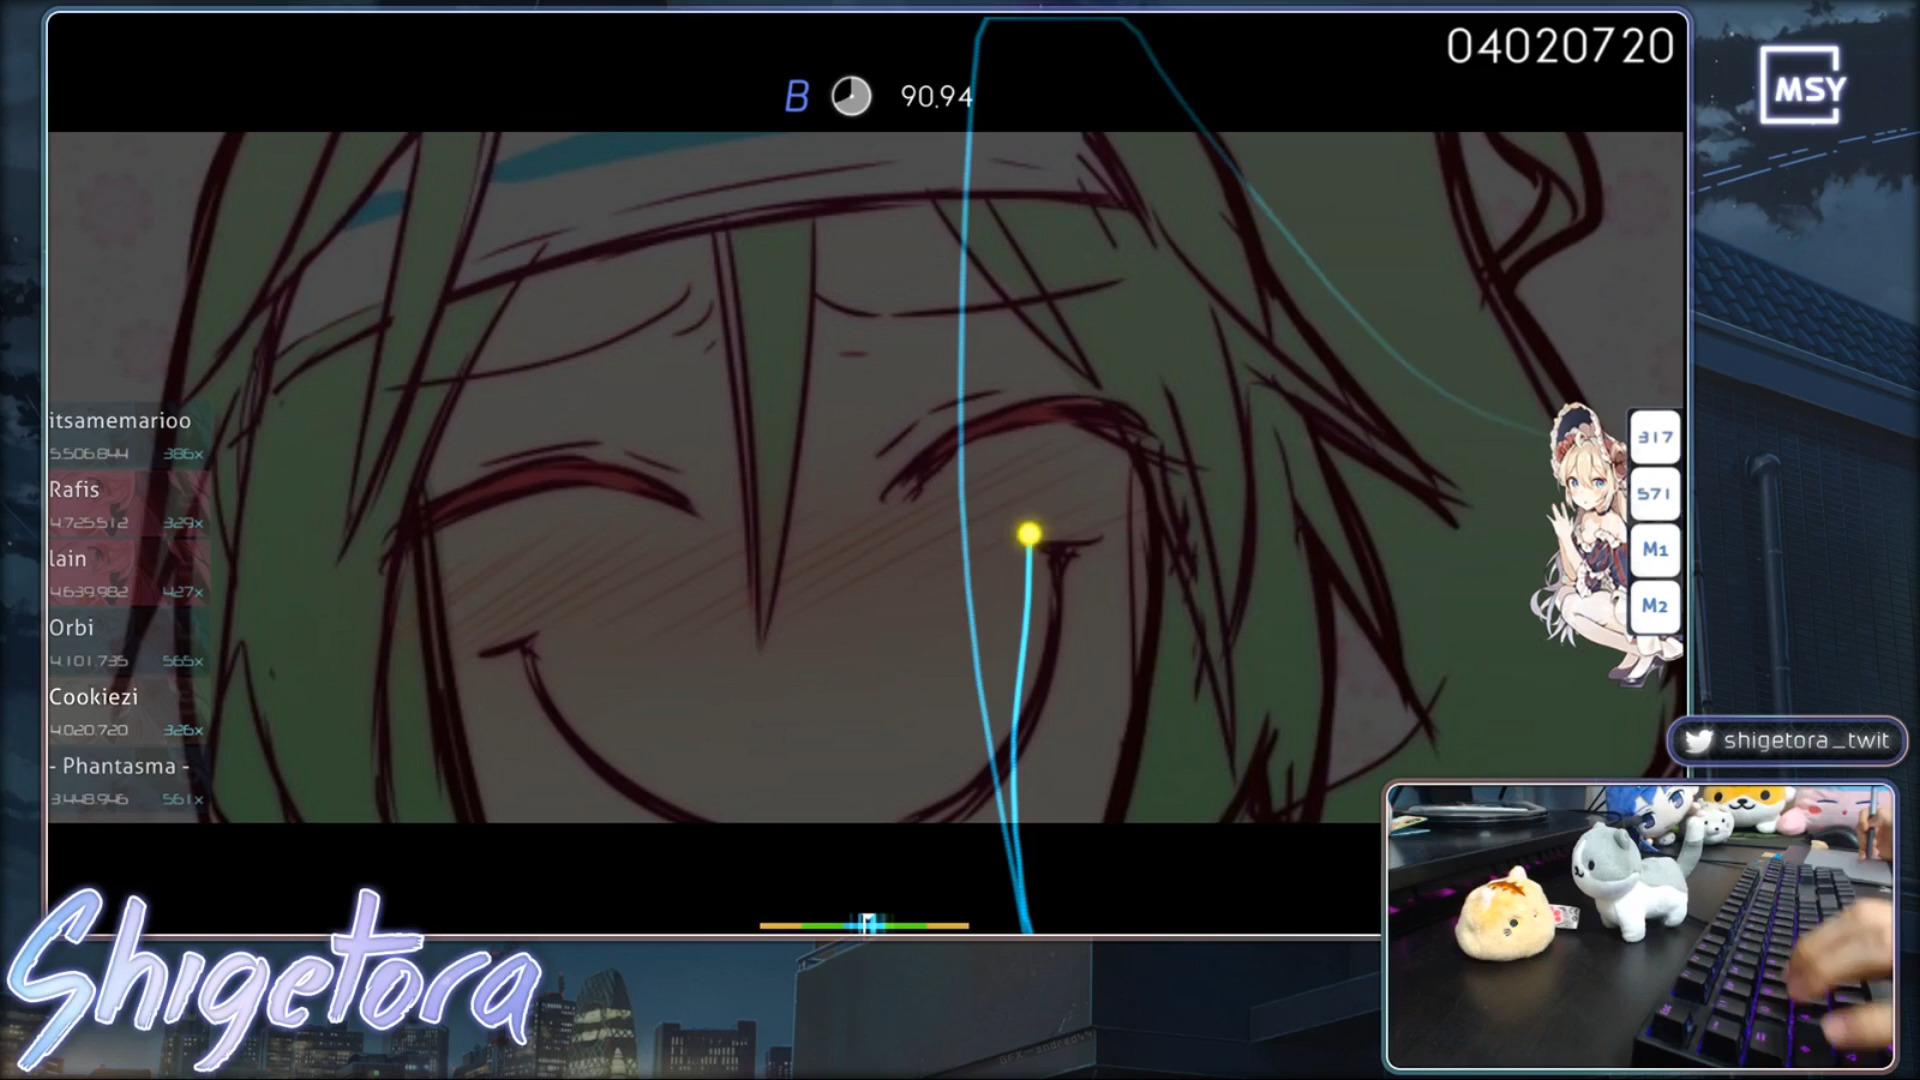 04020720
MSY
B 90.94
itsamemarioo
5.506.844 386x
Rafis
4.725.512 329x
lain
4.639.982 427x
Orbi
4.101.735 565x
Cookiezi
4.020.720 326x
- Phantasma -
3.448.946 561x
317
571
M1
M2
shigetora_twit
Shigetora